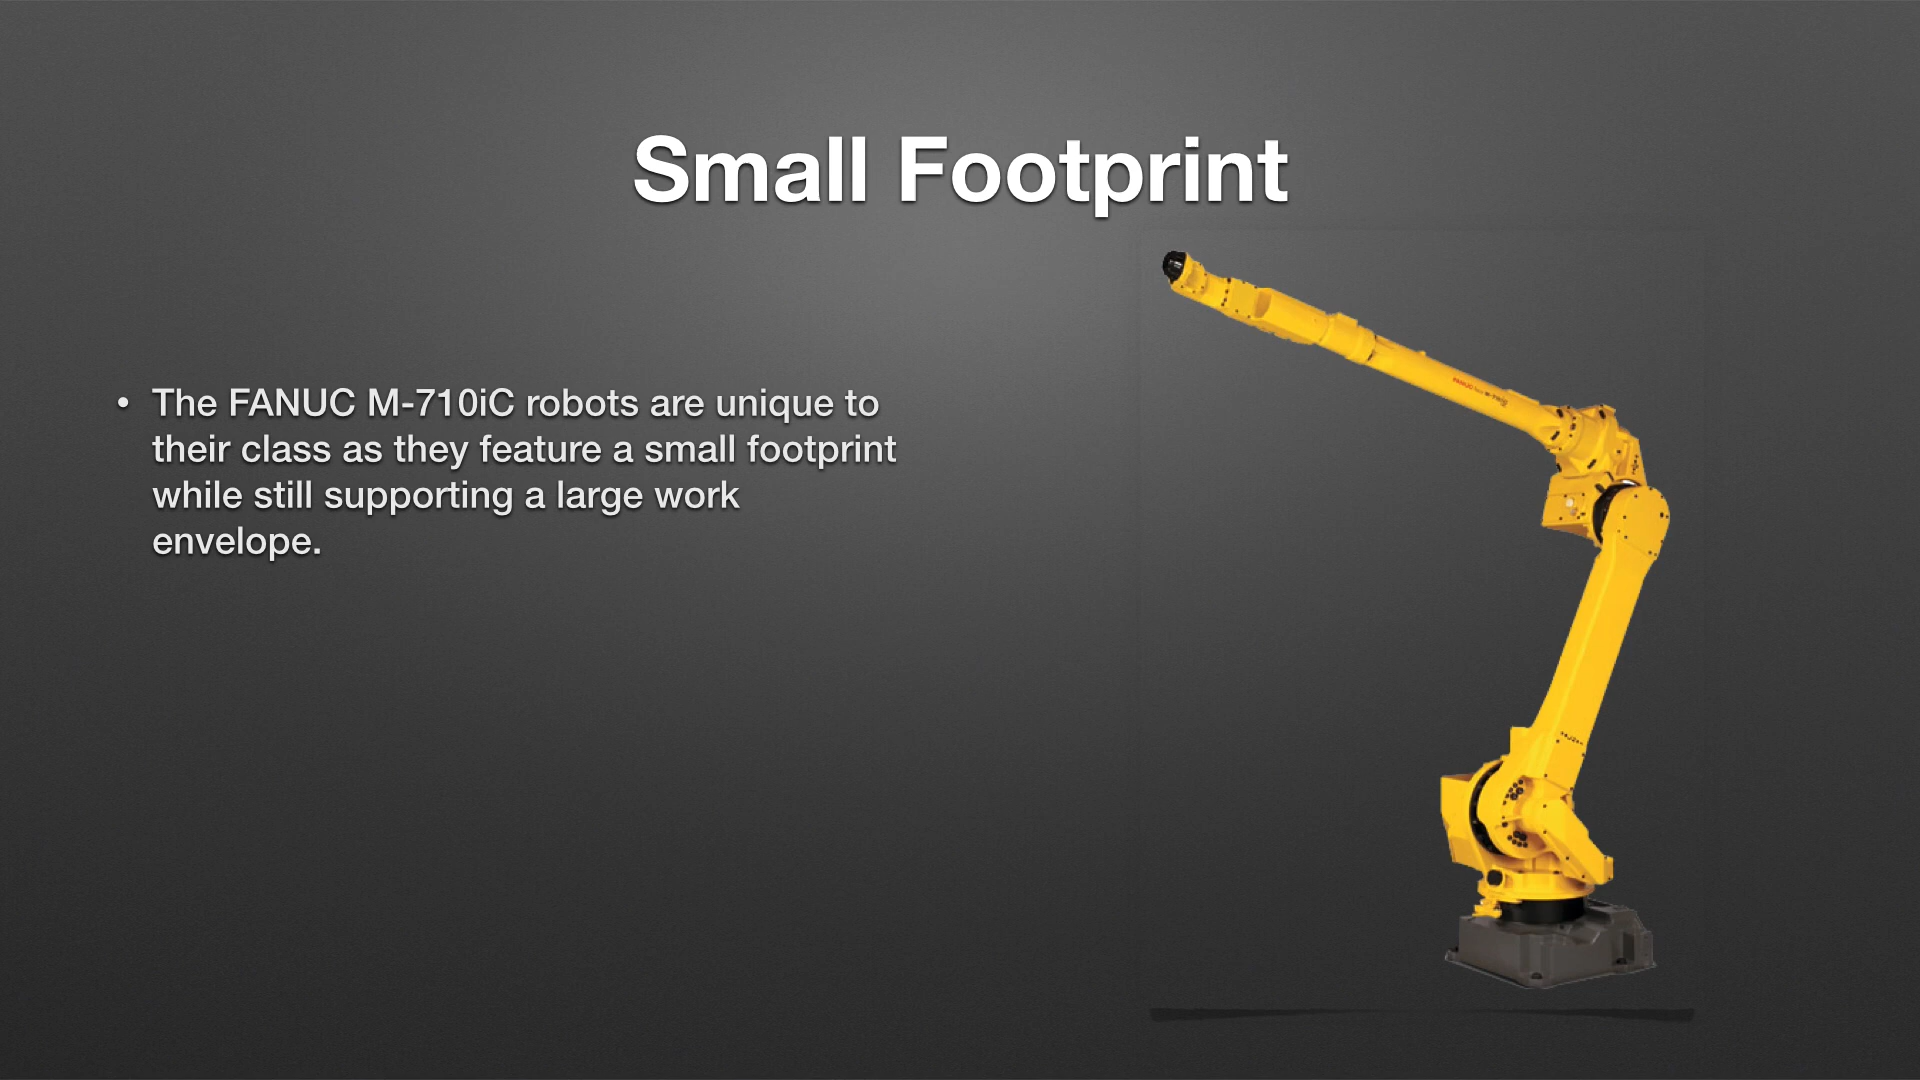 Small Footprint
• The FANUC M-710iC robots are unique to
their class as they feature a small footprint
while still supporting a large work
envelope.
FANUC